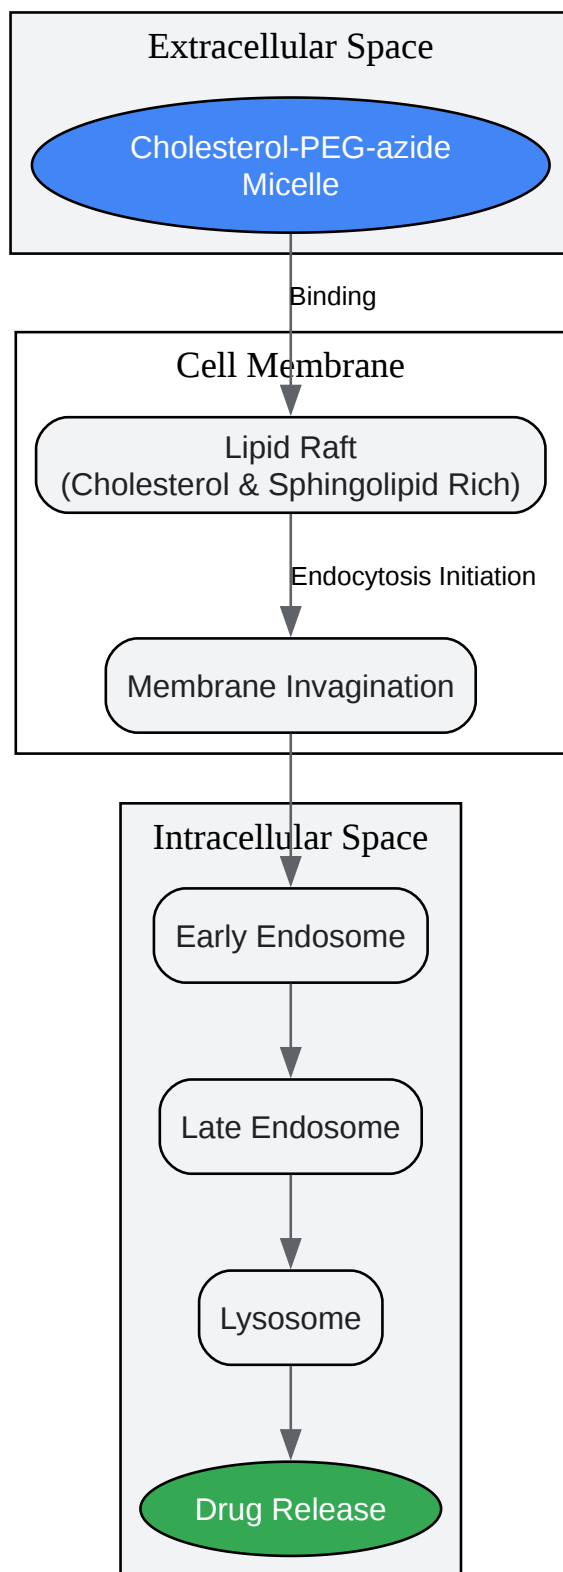 Extracellular Space
Cholesterol-PEG-azide
Micelle
Binding
Cell Membrane
Lipid Raft
(Cholesterol & Sphingolipid Rich)
Endocytosis Initiation
Membrane Invagination
Intracellular Space
Early Endosome
Late Endosome
Lysosome
Drug Release